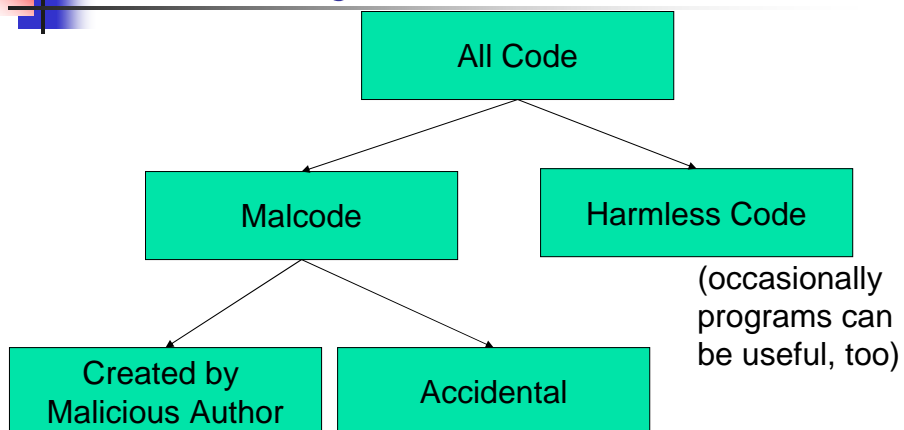 All Code
Malcode
Harmless Code
(occasionally
programs can
be useful, too)
Created by
Malicious Author
Accidental